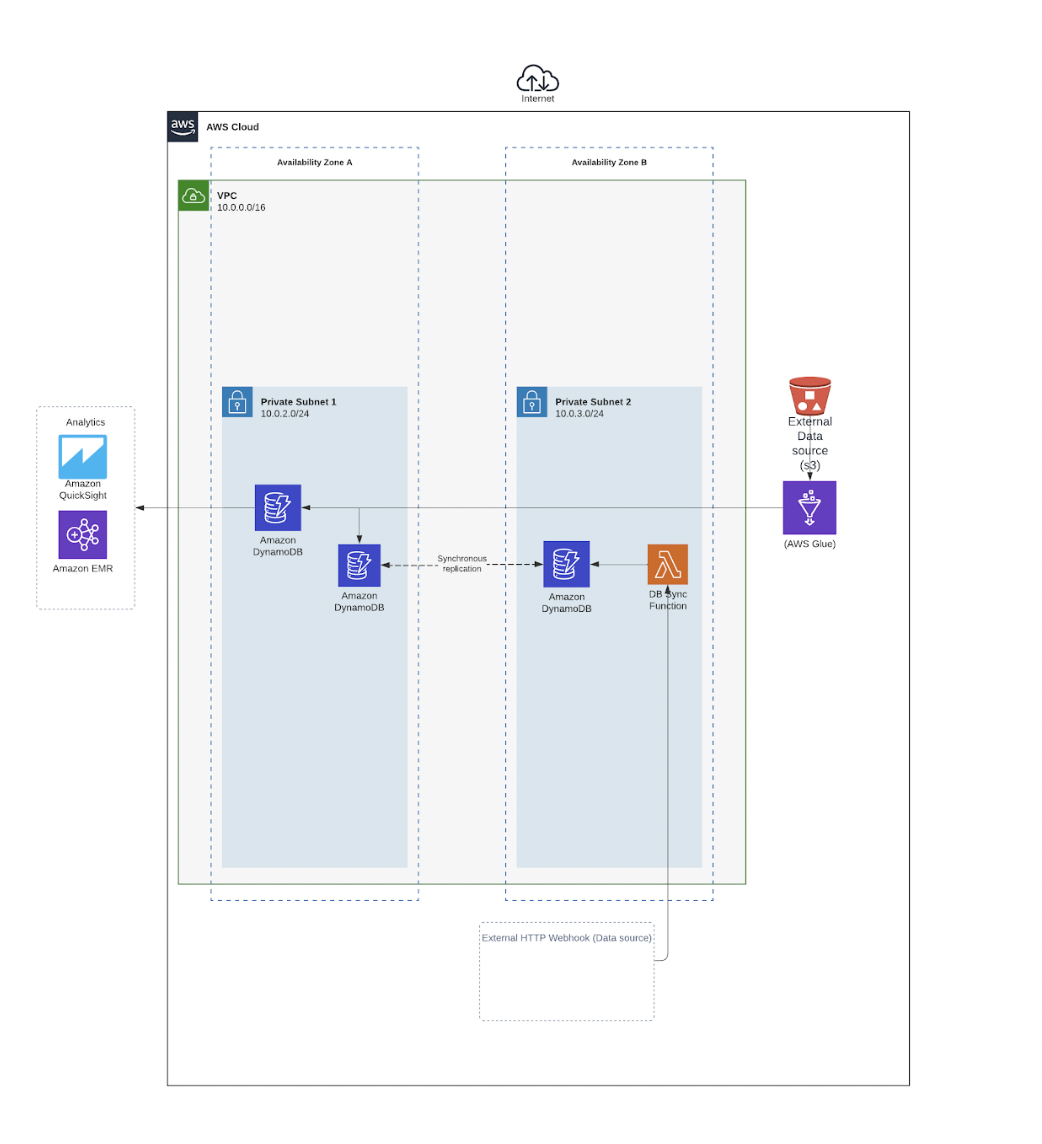 Internet
aws
AWS Cloud
Availability Zone A
Availability Zone B
VPC
10.0.0.0/16
Private Subnet 1
10.0.2.0/24
Private Subnet 2
10.0.3.0/24
External
Data
source
(s3)
Analytics
Amazon
QuickSight
Amazon EMR
Amazon
DynamoDB
(AWS Glue)
Amazon
DynamoDB
Synchronous
replication
Amazon
DynamoDB
DB Sync
Function
External HTTP Webhook (Data source)